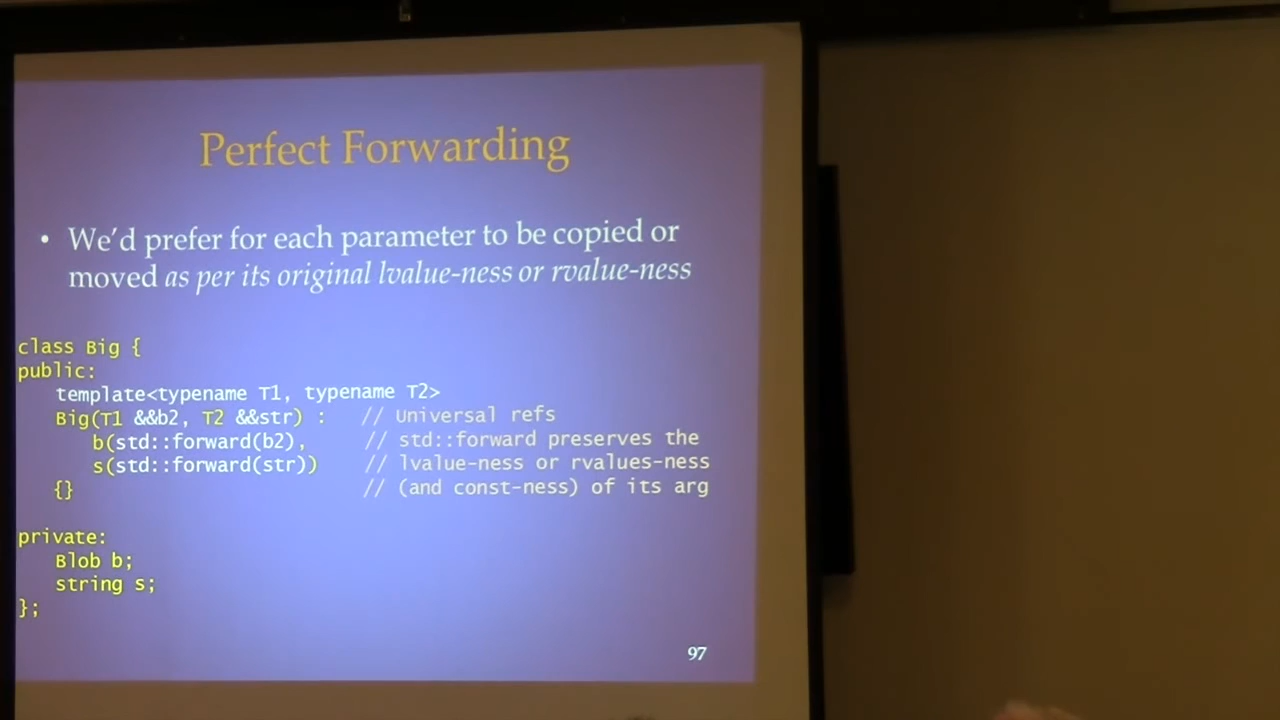 Perfect Forwarding
• We'd prefer for each parameter to be copied or
moved as per its original lvalue-ness or rvalue-ness
class Big {
public:
template<typename T1, typename T2>
Big(T1 &&b2, T2 &&str) : // Universal refs
b(std::forward(b2), // std::forward preserves the
s(std::forward(str)) // lvalue-ness or rvalues-ness
{} // (and const-ness) of its arg
private:
Blob b;
string s;
};
97